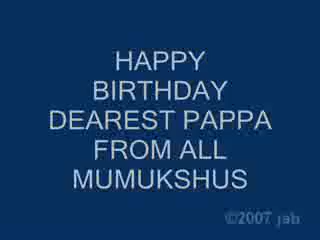 HAPPY
BIRTHDAY
DEAREST PAPPA
FROM ALL
MUMUKSHUS
©2007 jab